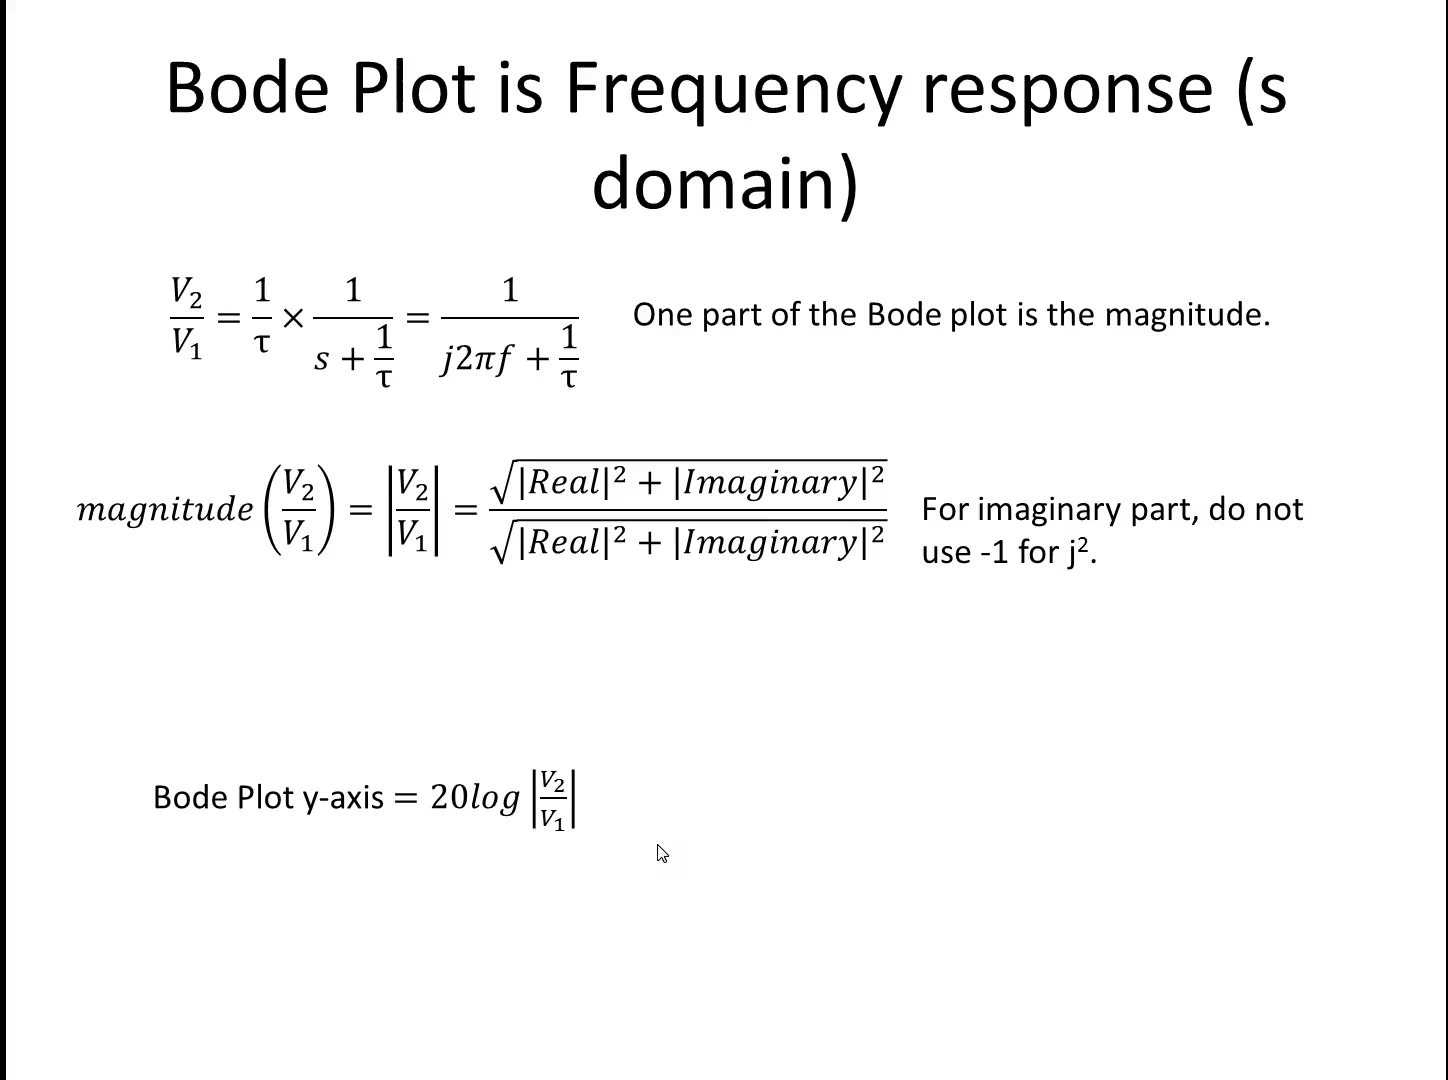 Bode Plot is Frequency response (s
domain)
V₂/V₁ = 1/τ × 1/(s + 1/τ) = 1/(j2πf + 1/τ)   One part of the Bode plot is the magnitude.
magnitude (V₂/V₁) = |V₂/V₁| = √(|Real|² + |Imaginary|²) / √(|Real|² + |Imaginary|²)
For imaginary part, do not
use -1 for j².
Bode Plot y-axis = 20log |V₂/V₁|